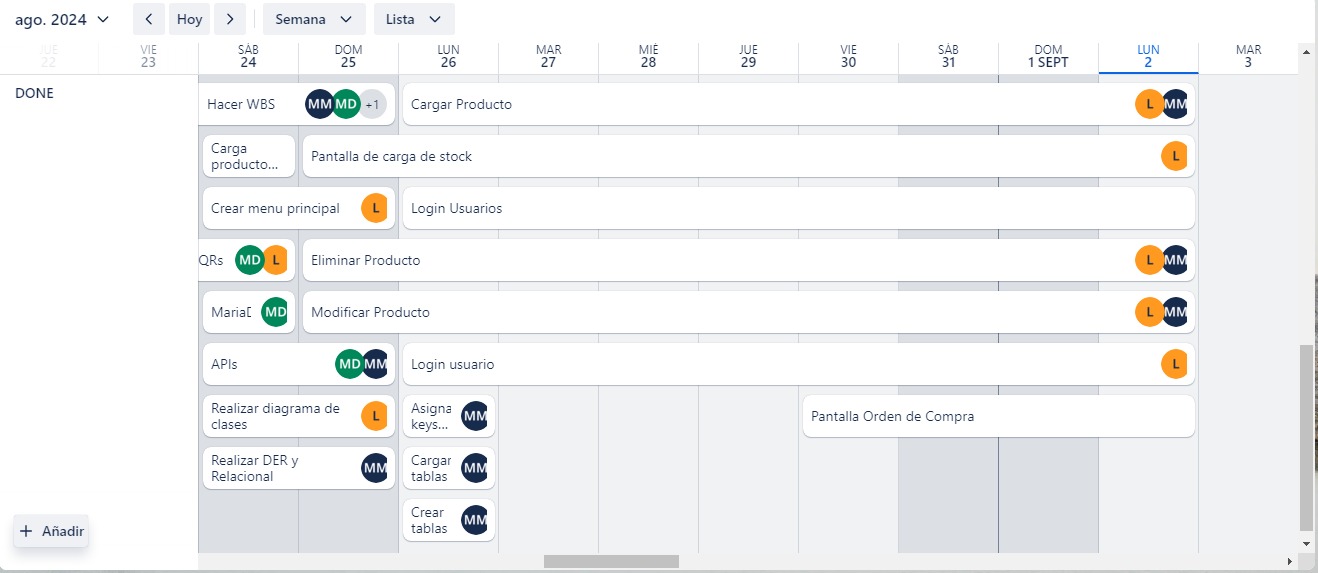 ago. 2024 Hoy Semana Lista
JUE VIE SÁB DOM LUN MAR MIÉ JUE VIE SÁB DOM LUN MAR
22 23 24 25 26 27 28 29 30 31 1 SEPT 2 3
DONE
Hacer WBS MM MD +1 Cargar Producto L MM
Carga
producto... Pantalla de carga de stock L
Crear menu principal L Login Usuarios
QRs MD L Eliminar Producto L MM
MariaD MD Modificar Producto L MM
APIs MD MM Login usuario L
Realizar diagrama de
clases L Asigna
keys... MM Pantalla Orden de Compra
Realizar DER y
Relacional MM Cargar
tablas MM
Crear
tablas MM
+ Añadir